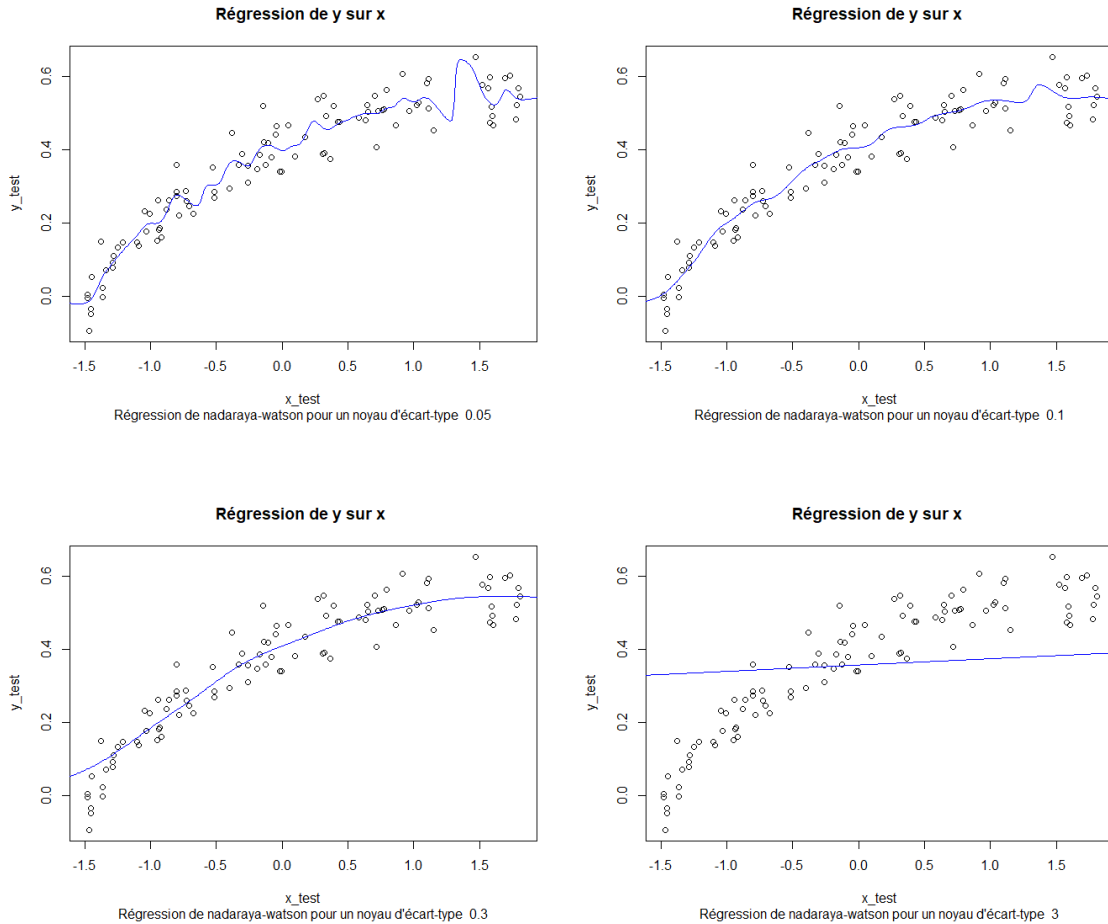 Régression de y sur x
y_test
0.0 0.2 0.4 0.6
-1.5 -1.0 -0.5 0.0 0.5 1.0 1.5
x_test
Régression de nadaraya-watson pour un noyau d'écart-type 0.05
Régression de y sur x
y_test
0.0 0.2 0.4 0.6
-1.5 -1.0 -0.5 0.0 0.5 1.0 1.5
x_test
Régression de nadaraya-watson pour un noyau d'écart-type 0.1
Régression de y sur x
y_test
0.0 0.2 0.4 0.6
-1.5 -1.0 -0.5 0.0 0.5 1.0 1.5
x_test
Régression de nadaraya-watson pour un noyau d'écart-type 0.3
Régression de y sur x
y_test
0.0 0.2 0.4 0.6
-1.5 -1.0 -0.5 0.0 0.5 1.0 1.5
x_test
Régression de nadaraya-watson pour un noyau d'écart-type 3